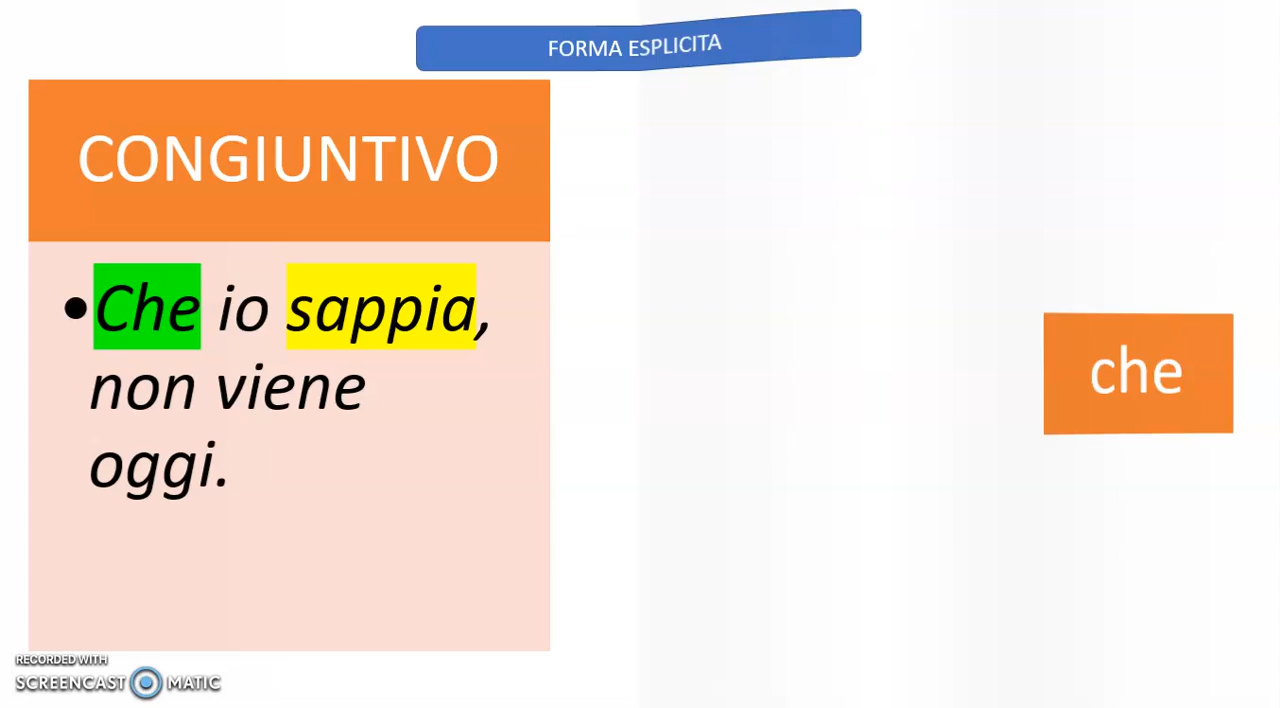 FORMA ESPLICITA
CONGIUNTIVO
•Che io sappia,
non viene
oggi.
che
RECORDED WITH
SCREENCAST MATIC